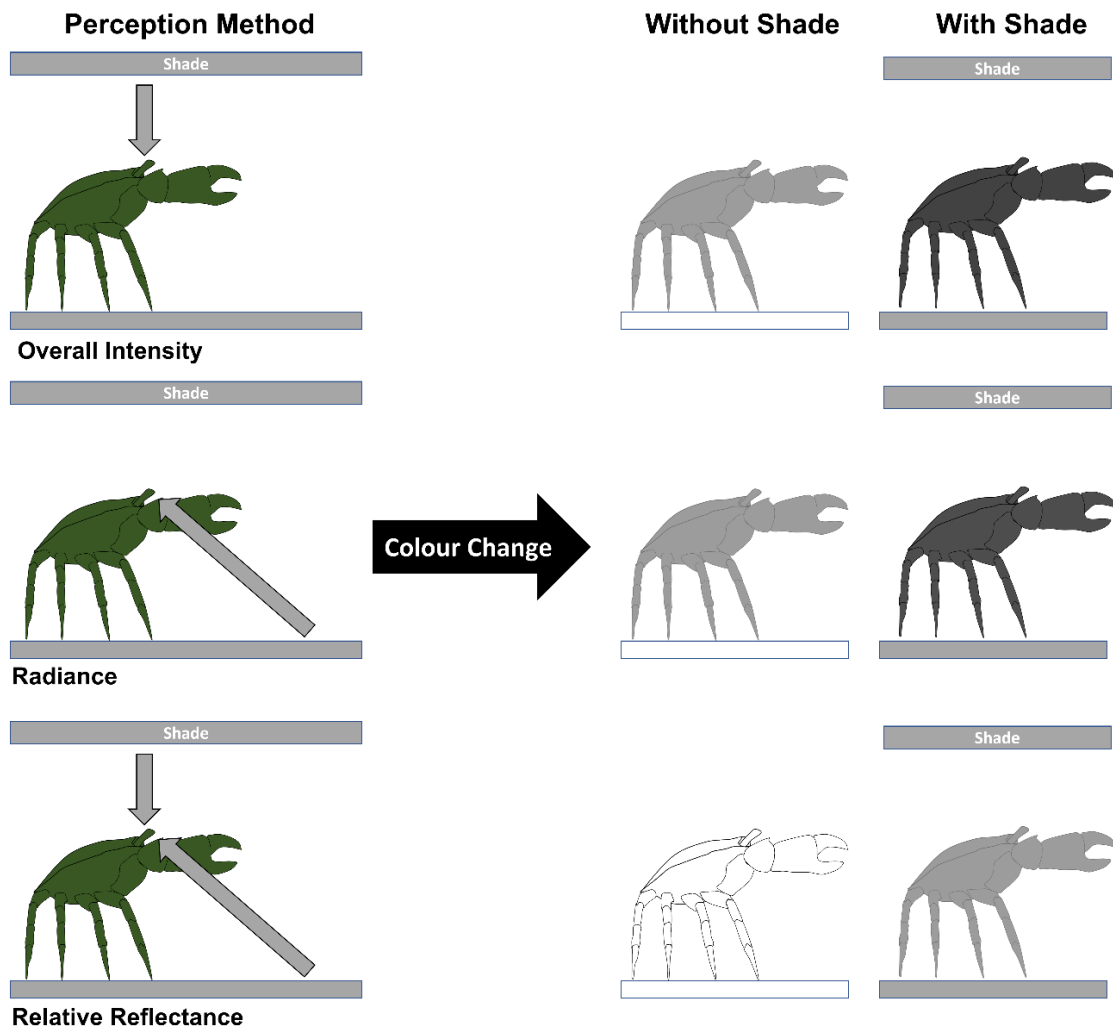 Perception Method
Without Shade
With Shade
Shade
Shade
Overall Intensity
Shade
Shade
Colour Change
Radiance
Shade
Shade
Relative Reflectance